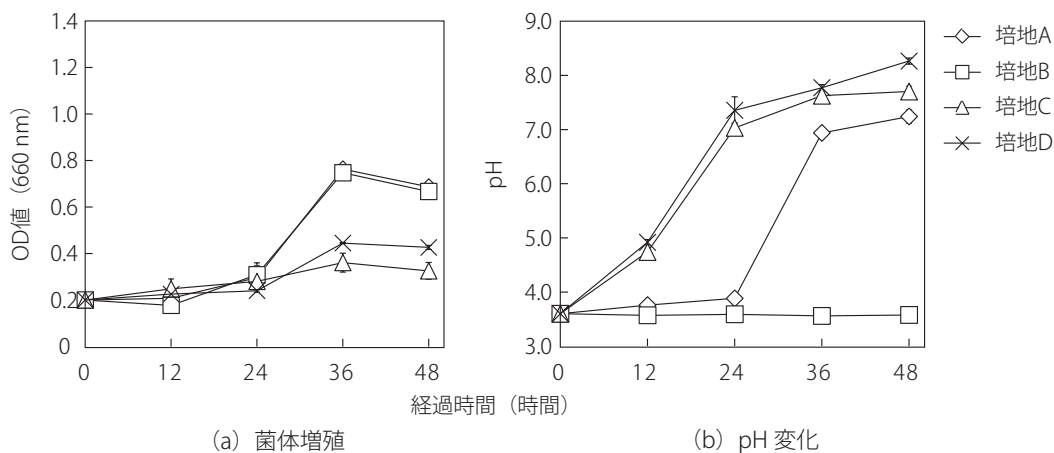 1.4
1.2
1.0
0.8
0.6
0.4
0.2
0
OD値（660 nm）
0 12 24 36 48
（a）菌体増殖
9.0
8.0
7.0
6.0
5.0
4.0
3.0
pH
0 12 24 36 48
（b）pH 変化
経過時間（時間）
培地A
培地B
培地C
培地D